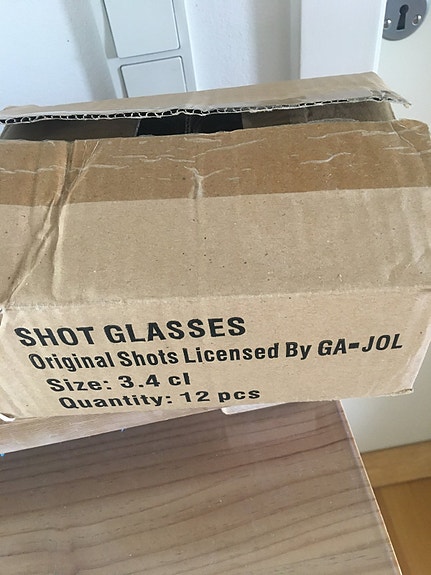 SHOT GLASSES
Original Shots Licensed By GA-JOL
Size: 3.4 cl
Quantity: 12 pcs